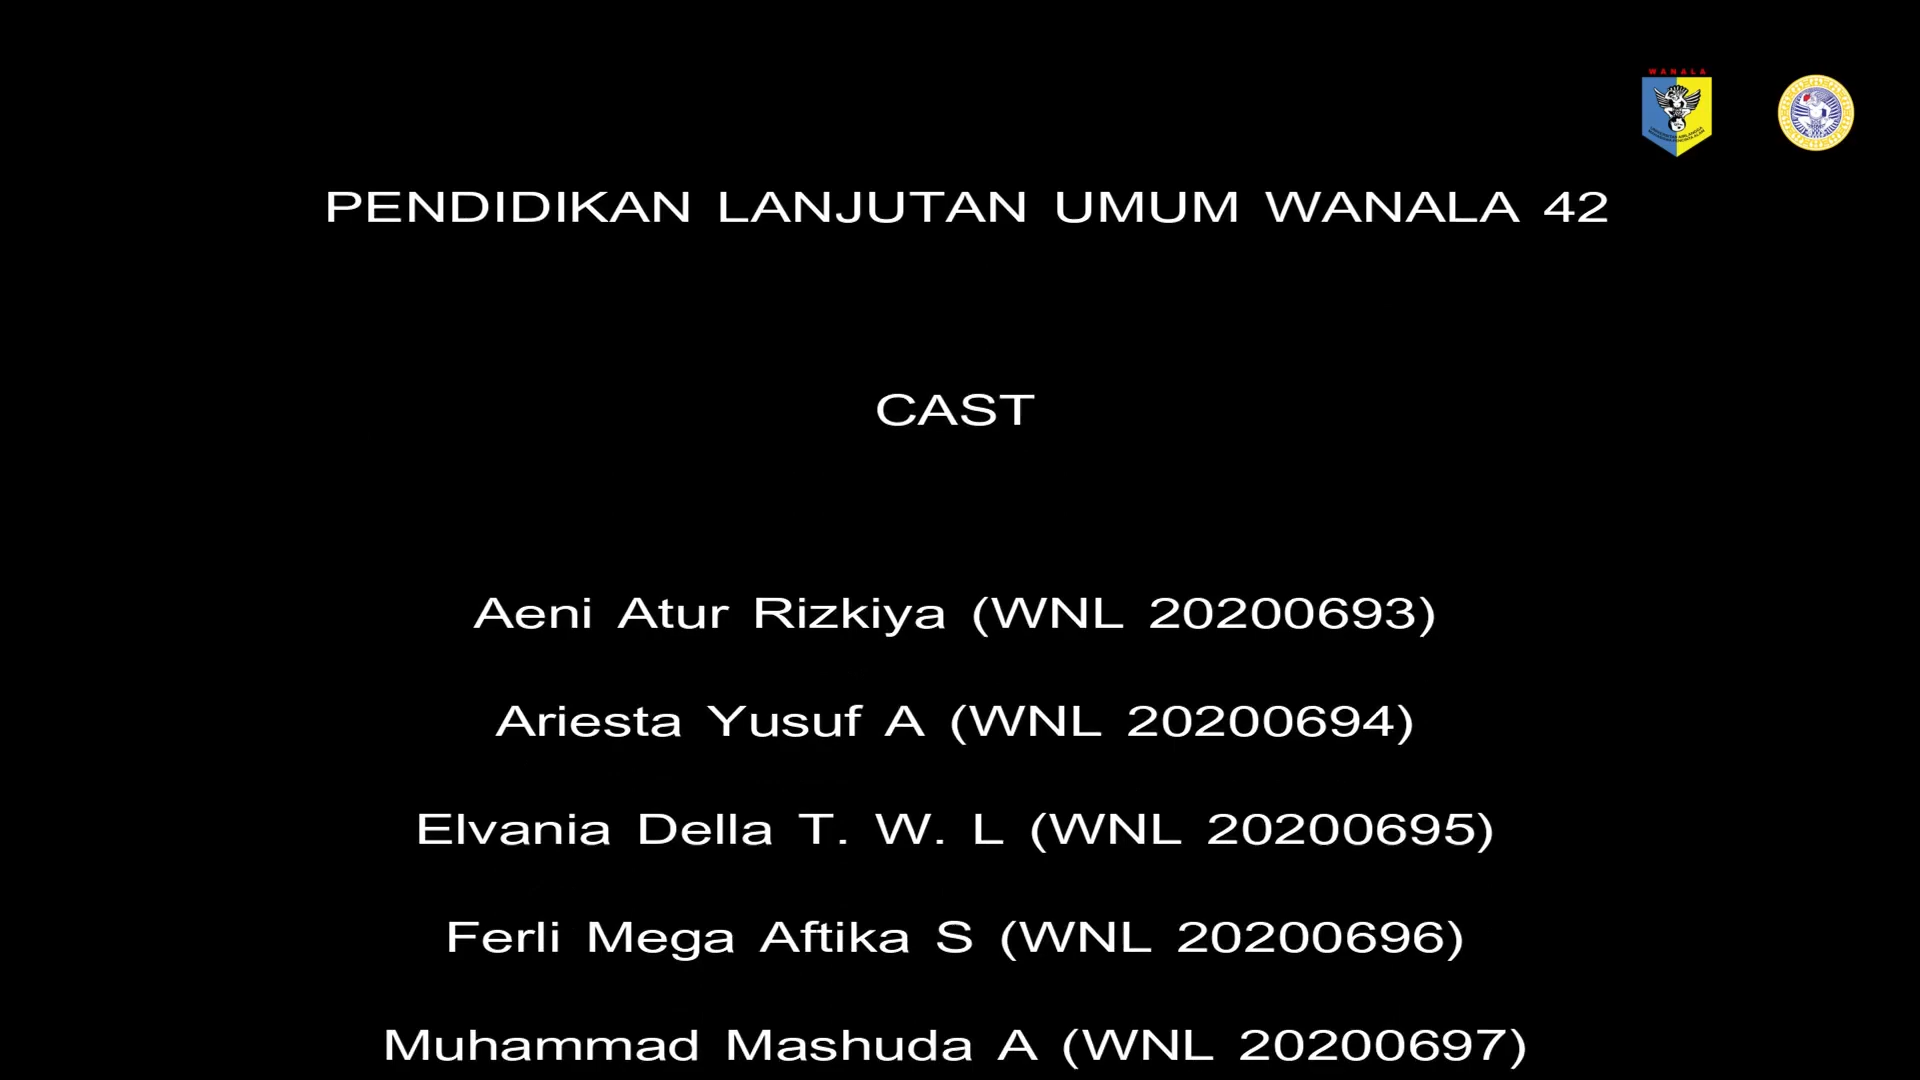 WANALA
PENDIDIKAN LANJUTAN UMUM WANALA 42
CAST
Aeni Atur Rizkiya (WNL 20200693)
Ariesta Yusuf A (WNL 20200694)
Elvania Della T. W. L (WNL 20200695)
Ferli Mega Aftika S (WNL 20200696)
Muhammad Mashuda A (WNL 20200697)